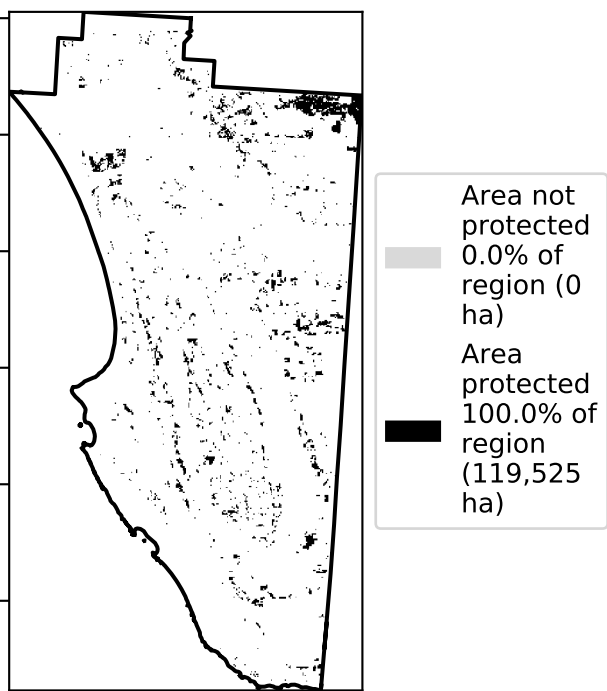 Area not
protected
0.0% of
region (0
ha)
Area
protected
100.0% of
region
(119,525
ha)